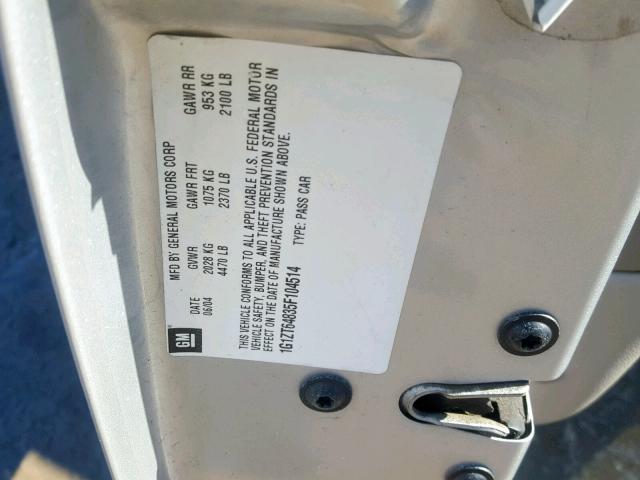 GM
MFD BY GENERAL MOTORS CORP
DATE GVWR GAWR FRT GAWR RR
06/04 2028 KG 1075 KG 953 KG
4470 LB 2370 LB 2100 LB
THIS VEHICLE CONFORMS TO ALL APPLICABLE U.S. FEDERAL MOTOR
VEHICLE SAFETY, BUMPER, AND THEFT PREVENTION STANDARDS IN
EFFECT ON THE DATE OF MANUFACTURE SHOWN ABOVE.
1G1ZT64835F104514 TYPE: PASS CAR